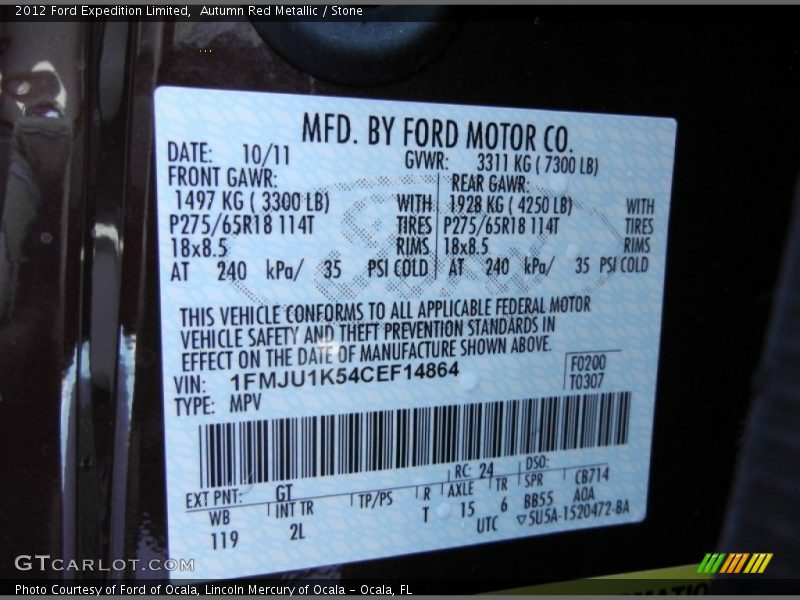 2012 Ford Expedition Limited, Autumn Red Metallic / Stone
MFD. BY FORD MOTOR CO.
DATE: 10/11 GVWR: 3311 KG ( 7300 LB)
FRONT GAWR: REAR GAWR:
1497 KG ( 3300 LB) WITH 1928 KG ( 4250 LB) WITH
P275/65R18 114T TIRES P275/65R18 114T TIRES
18x8.5 RIMS 18x8.5 RIMS
AT 240 kPa/ 35 PSI COLD AT 240 kPa/ 35 PSI COLD
THIS VEHICLE CONFORMS TO ALL APPLICABLE FEDERAL MOTOR
VEHICLE SAFETY AND THEFT PREVENTION STANDARDS IN
EFFECT ON THE DATE OF MANUFACTURE SHOWN ABOVE.
VIN: 1FMJU1K54CEF14864 F0200
TYPE: MPV T0307
EXT PNT: GT RC: 24 DSO: CB714
WB INT TR TP/PS R AXLE TR SPR A0A
119 2L T 15 6 BB55
UTC ▽5U5A-1520472-BA
GTCARLOT.COM
Photo Courtesy of Ford of Ocala, Lincoln Mercury of Ocala – Ocala, FL